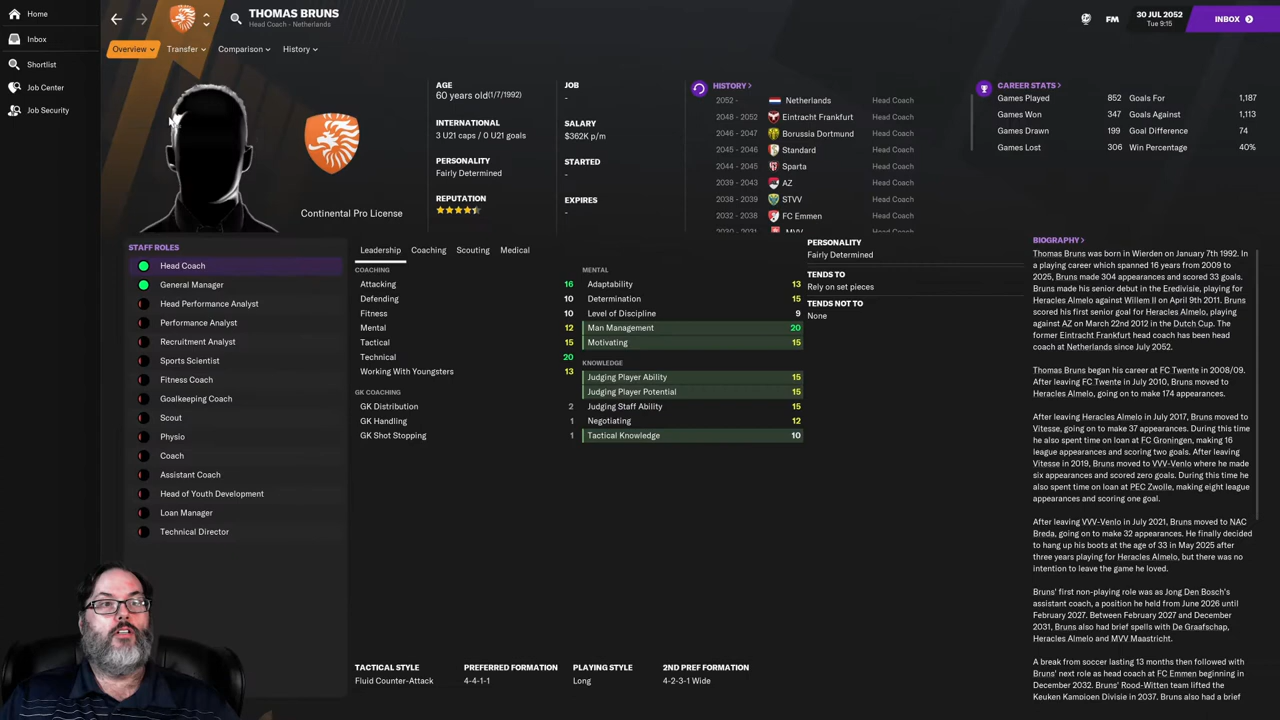 Home
Inbox
Shortlist
Job Center
Job Security
THOMAS BRUNS
Head Coach - Netherlands
FM
30 JUL 2052
Tue 9:15
INBOX
Overview
Transfer
Comparison
History
Continental Pro License
AGE
60 years old (1/7/1992)
INTERNATIONAL
3 U21 caps / 0 U21 goals
PERSONALITY
Fairly Determined
REPUTATION
JOB
-
SALARY
$362K p/m
STARTED
-
EXPIRES
-
HISTORY >
2052 - Netherlands Head Coach
2048 - 2052 Eintracht Frankfurt Head Coach
2046 - 2047 Borussia Dortmund Head Coach
2045 - 2046 Standard Head Coach
2044 - 2045 Sparta Head Coach
2039 - 2043 AZ Head Coach
2038 - 2039 STVV Head Coach
2032 - 2038 FC Emmen Head Coach
2030 - 2031 MVV Head Coach
CAREER STATS >
Games Played 852 Goals For 1,187
Games Won 347 Goals Against 1,113
Games Drawn 199 Goal Difference 74
Games Lost 306 Win Percentage 40%
STAFF ROLES
Head Coach
General Manager
Head Performance Analyst
Performance Analyst
Recruitment Analyst
Sports Scientist
Fitness Coach
Goalkeeping Coach
Scout
Physio
Coach
Assistant Coach
Head of Youth Development
Loan Manager
Technical Director
Leadership Coaching Scouting Medical
COACHING
Attacking 16
Defending 10
Fitness 10
Mental 12
Tactical 15
Technical 20
Working With Youngsters 13
GK COACHING
GK Distribution 2
GK Handling 1
GK Shot Stopping 1
MENTAL
Adaptability 13
Determination 15
Level of Discipline 9
Man Management 20
Motivating 15
KNOWLEDGE
Judging Player Ability 15
Judging Player Potential 15
Judging Staff Ability 15
Negotiating 12
Tactical Knowledge 10
PERSONALITY
Fairly Determined
TENDS TO
Rely on set pieces
TENDS NOT TO
None
TACTICAL STYLE
Fluid Counter-Attack
PREFERRED FORMATION
4-4-1-1
PLAYING STYLE
Long
2ND PREF FORMATION
4-2-3-1 Wide
BIOGRAPHY >
Thomas Bruns was born in Wierden on January 7th 1992. In
a playing career which spanned 16 years from 2009 to
2025, Bruns made 304 appearances and scored 33 goals.
Bruns made his senior debut in the Eredivisie, playing for
Heracles Almelo against Willem II on April 9th 2011. Bruns
scored his first senior goal for Heracles Almelo, playing
against AZ on March 22nd 2012 in the Dutch Cup. The
former Eintracht Frankfurt head coach has been head
coach at Netherlands since July 2052.
Thomas Bruns began his career at FC Twente in 2008/09.
After leaving FC Twente in July 2010, Bruns moved to
Heracles Almelo, going on to make 174 appearances.
After leaving Heracles Almelo in July 2017, Bruns moved to
Vitesse, going on to make 37 appearances. During this time
he also spent time on loan at FC Groningen, making 16
league appearances and scoring two goals. After leaving
Vitesse in 2019, Bruns moved to VVV-Venlo where he made
six appearances and scored zero goals. During this time he
also spent time on loan at PEC Zwolle, making eight league
appearances and scoring one goal.
After leaving VVV-Venlo in July 2021, Bruns moved to NAC
Breda, going on to make 32 appearances. He finally decided
to hang up his boots at the age of 33 in May 2025 after
three years playing for Heracles Almelo, but there was no
intention to leave the game he loved.
Bruns' first non-playing role was as Jong Den Bosch's
assistant coach, a position he held from June 2026 until
February 2027. Between February 2027 and December
2031, Bruns also had brief spells with De Graafschap,
Heracles Almelo and MVV Maastricht.
A break from soccer lasting 13 months then followed with
Bruns' next role as head coach at FC Emmen beginning in
December 2032. Bruns' Rood-Witten team lifted the
Keuken Kampioen Divisie in 2037. Bruns also had a brief